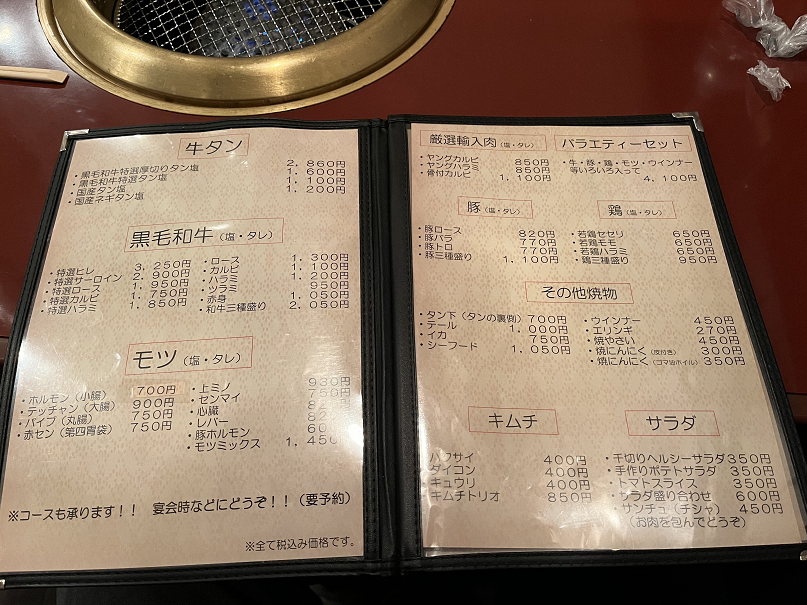 牛タン
・黒毛和牛特選厚切りタン塩 2,860円
・黒毛和牛特選タン塩 1,600円
・国産タン塩 1,100円
・国産ネギタン塩 1,200円
黒毛和牛(塩・タレ)
・特選ヒレ 3,250円
・特選サーロイン 2,900円
・特選ロース 1,950円
・特選カルビ 1,750円
・特選ハラミ 1,850円
・ロース 1,300円
・カルビ 1,100円
・ハラミ 1,200円
・ツラミ 950円
・赤身 1,050円
・和牛三種盛り 2,050円
モツ(塩・タレ)
・ホルモン(小腸) 700円
・テッチャン(大腸) 900円
・パイプ(丸腸) 750円
・赤セン(第四胃袋) 750円
・上ミノ 930円
・センマイ
・心臓
・レバー
・豚ホルモン
・モツミックス 1,450
※コースも承ります!! 宴会時などにどうぞ!!(要予約)
※全て税込み価格です。
厳選輸入肉(塩・タレ)
・ヤングカルビ 850円
・ヤングハラミ 850円
・骨付カルビ 1,100円
バラエティーセット
・牛・豚・鶏・モツ・ウインナー
等いろいろ入って
4,100円
豚(塩・タレ)
・豚ロース 820円
・豚バラ 770円
・豚トロ 770円
・豚三種盛り 1,100円
鶏(塩・タレ)
・若鶏セセリ 650円
・若鶏モモ 650円
・若鶏ハラミ 650円
・鶏三種盛り 950円
その他焼物
・タン下(タンの裏側) 700円
・テール 1,000円
・イカ 750円
・シーフード 1,050円
・ウインナー 450円
・エリンギ 270円
・焼やさい 450円
・焼にんにく(皮付き) 300円
・焼にんにく(ゴマ油ホイル) 350円
キムチ
ハクサイ 400円
ダイコン 400円
キュウリ 400円
キムチトリオ 850円
サラダ
・千切りヘルシーサラダ 350円
・手作りポテトサラダ 350円
・トマトスライス 350円
・サラダ盛り合わせ 600円
・サンチュ(チシャ) 450円
(お肉を包んでどうぞ)